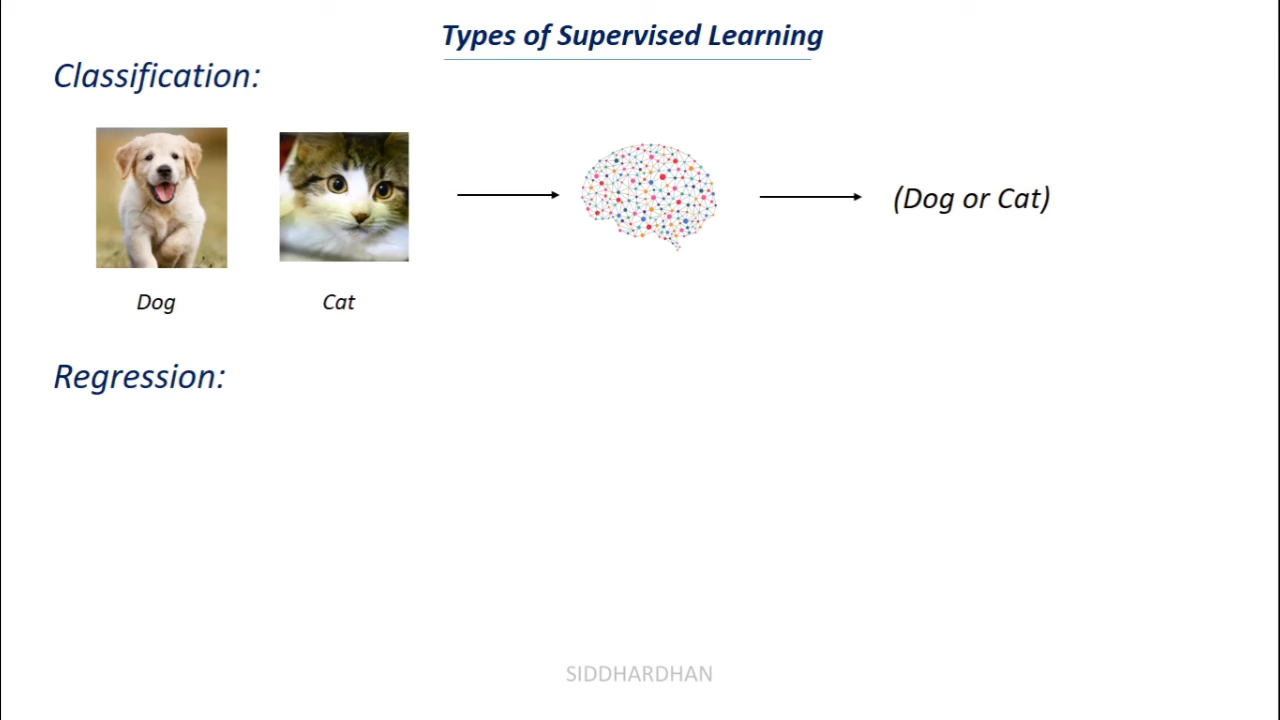 Types of Supervised Learning
Classification:
(Dog or Cat)
Dog Cat
Regression:
SIDDHARDHAN